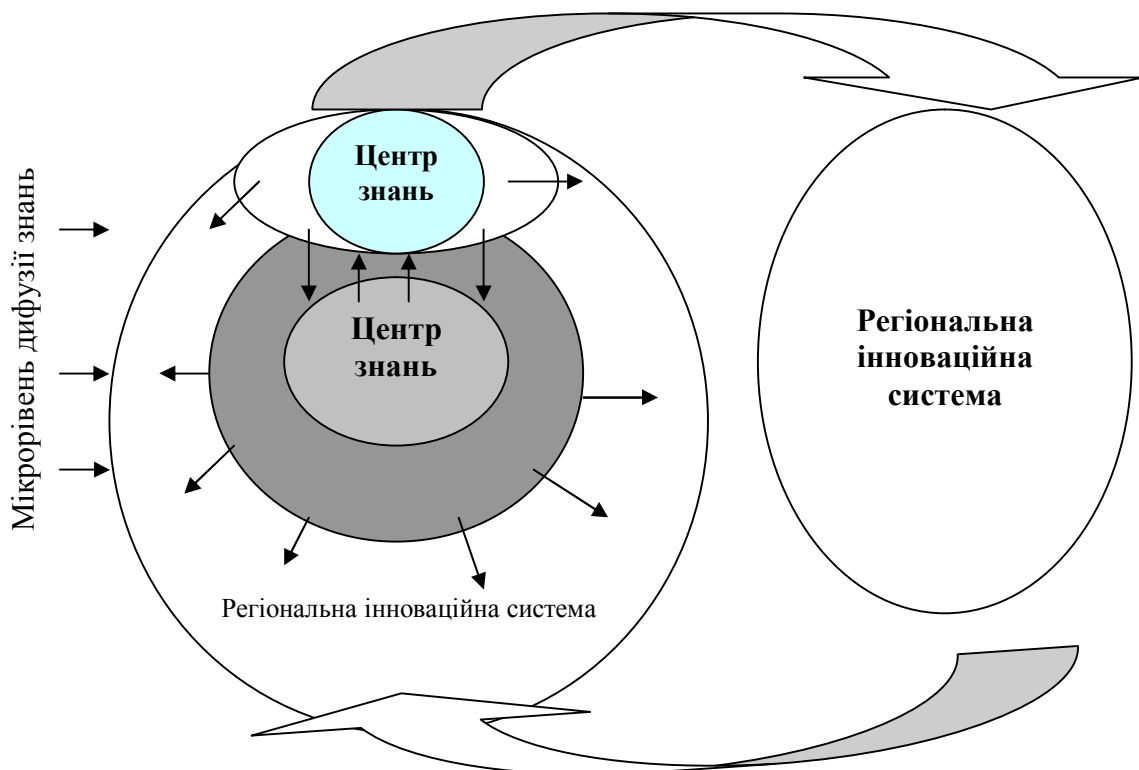 Мікрорівень дифузії знань
Центр
знань
Центр
знань
Регіональна інноваційна система
Регіональна
інноваційна
система